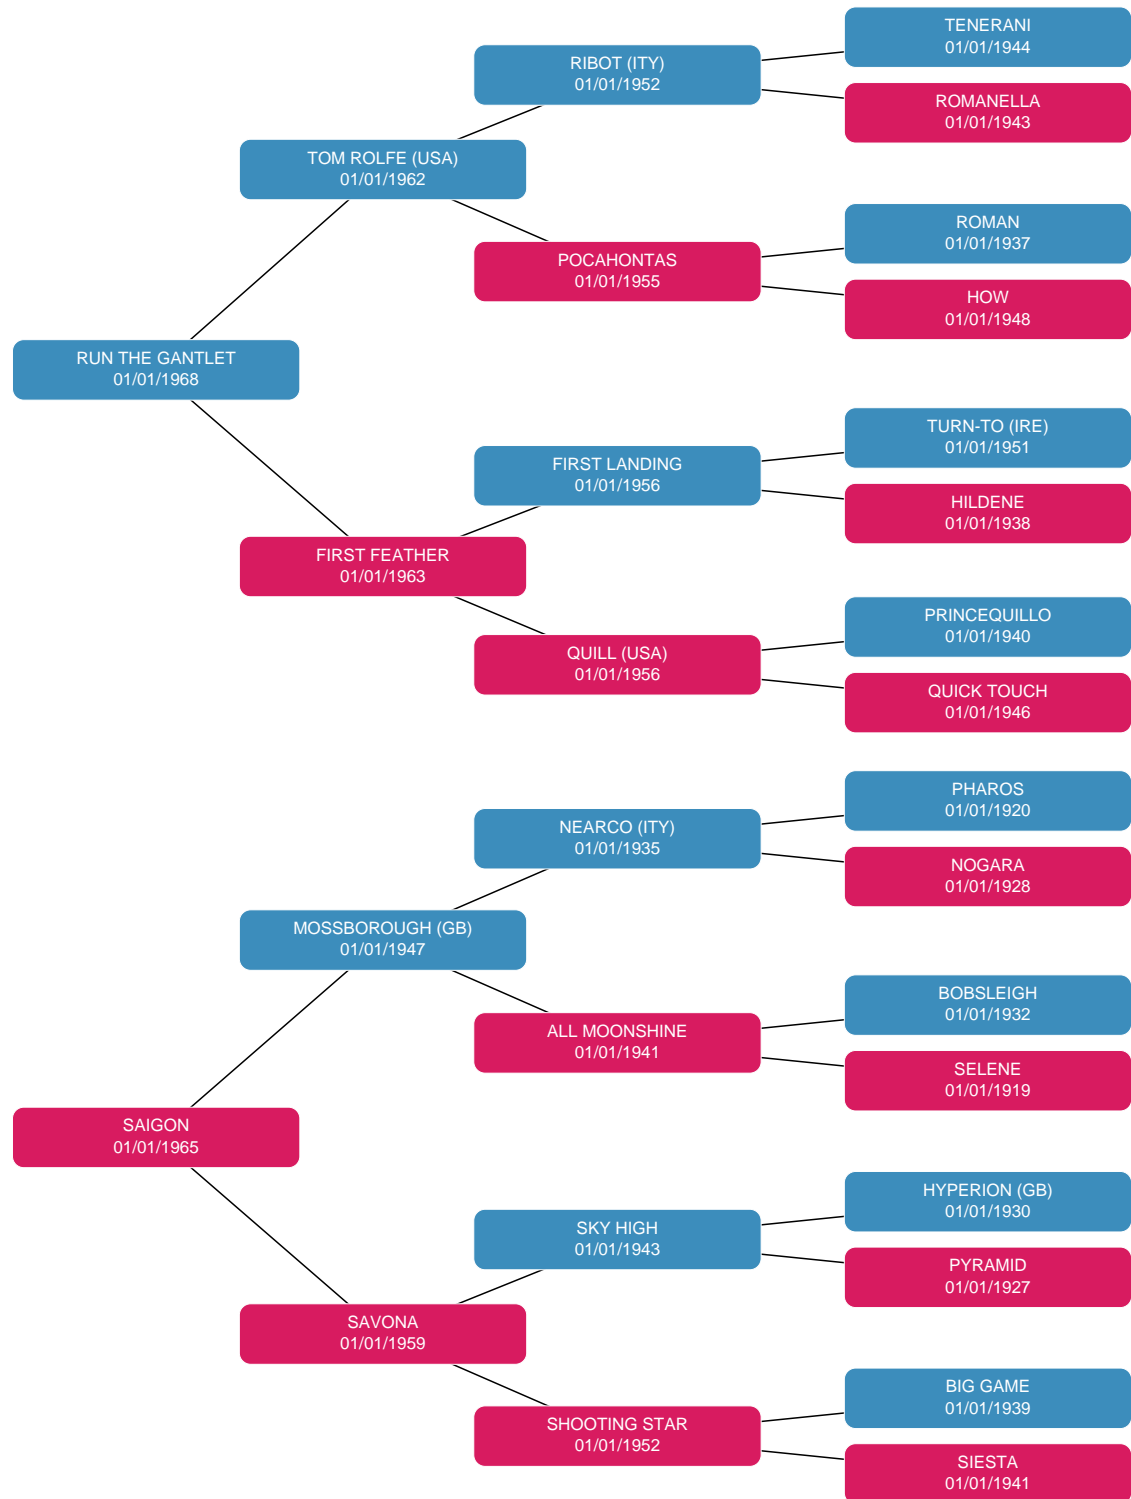 TENERANI
01/01/1944
RIBOT (ITY)
01/01/1952
ROMANELLA
01/01/1943
TOM ROLFE (USA)
01/01/1962
ROMAN
01/01/1937
POCAHONTAS
01/01/1955
HOW
01/01/1948
RUN THE GANTLET
01/01/1968
TURN-TO (IRE)
01/01/1951
FIRST LANDING
01/01/1956
HILDENE
01/01/1938
FIRST FEATHER
01/01/1963
PRINCEQUILLO
01/01/1940
QUILL (USA)
01/01/1956
QUICK TOUCH
01/01/1946
PHAROS
01/01/1920
NEARCO (ITY)
01/01/1935
NOGARA
01/01/1928
MOSSBOROUGH (GB)
01/01/1947
BOBSLEIGH
01/01/1932
ALL MOONSHINE
01/01/1941
SELENE
01/01/1919
SAIGON
01/01/1965
HYPERION (GB)
01/01/1930
SKY HIGH
01/01/1943
PYRAMID
01/01/1927
SAVONA
01/01/1959
BIG GAME
01/01/1939
SHOOTING STAR
01/01/1952
SIESTA
01/01/1941